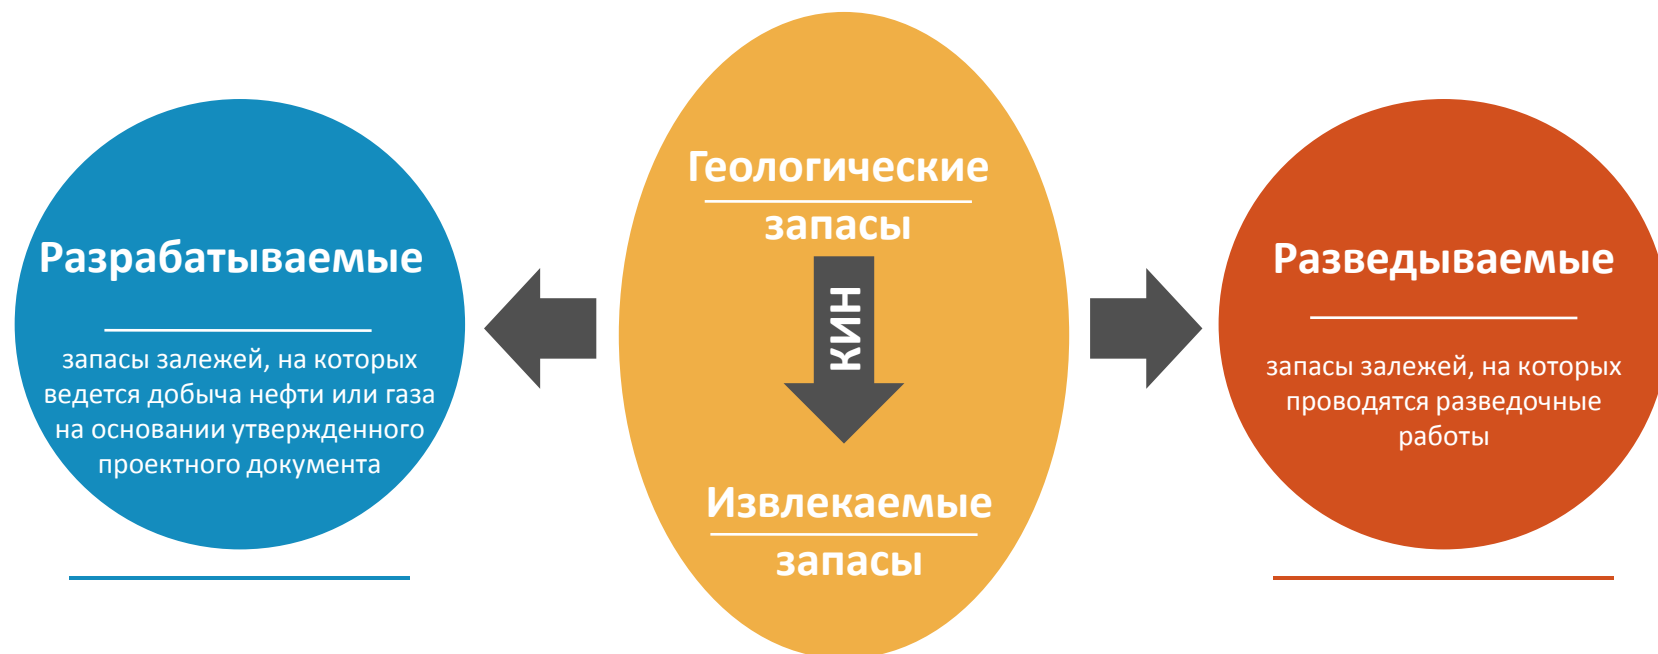 Разрабатываемые
запасы залежей, на которых
ведется добыча нефти или газа
на основании утвержденного
проектного документа
Геологические
запасы
КИН
Извлекаемые
запасы
Разведываемые
запасы залежей, на которых
проводятся разведочные
работы